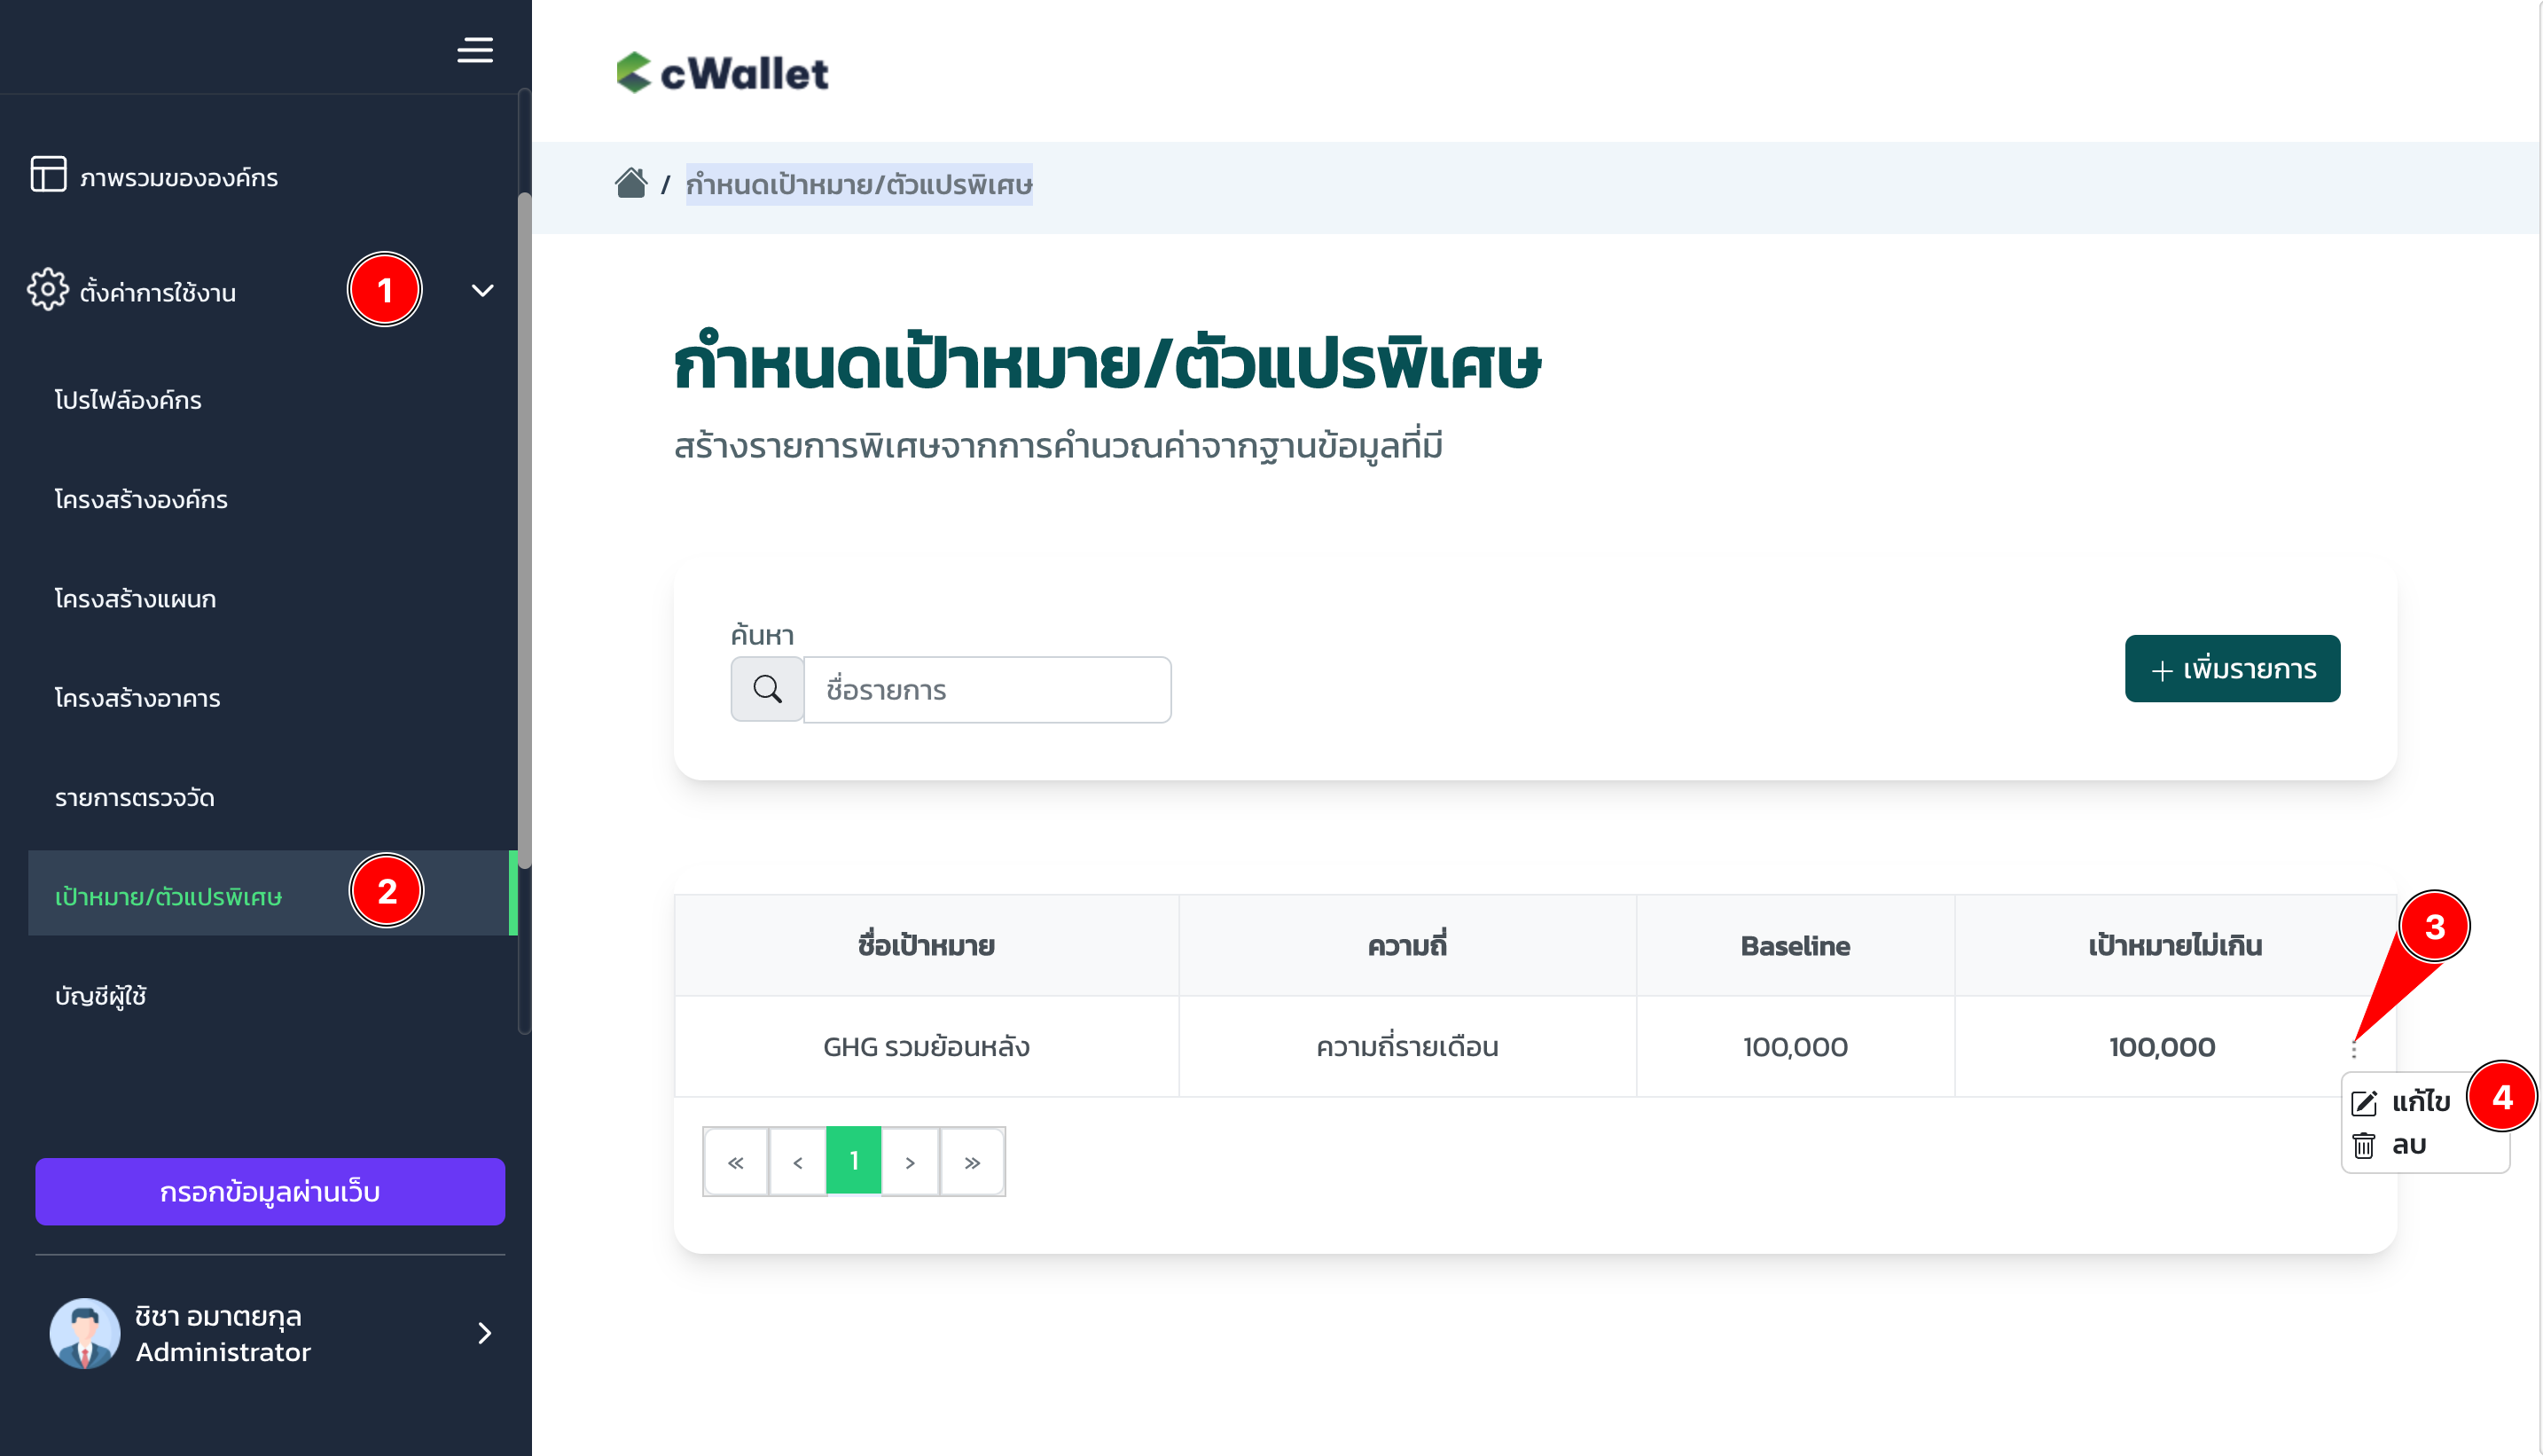 ภาพรวมขององค์กร
ตั้งค่าการใช้งาน
1
โปรไฟล์องค์กร
โครงสร้างองค์กร
โครงสร้างแผนก
โครงสร้างอาคาร
รายการตรวจวัด
เป้าหมาย/ตัวแปรพิเศษ
2
บัญชีผู้ใช้
กรอกข้อมูลผ่านเว็บ
ชิชา อมาตยกุล
Administrator
cWallet
/ กำหนดเป้าหมาย/ตัวแปรพิเศษ
กำหนดเป้าหมาย/ตัวแปรพิเศษ
สร้างรายการพิเศษจากการคำนวณค่าจากฐานข้อมูลที่มี
ค้นหา
ชื่อรายการ
+ เพิ่มรายการ
ชื่อเป้าหมาย ความถี่ Baseline เป้าหมายไม่เกิน
3
GHG รวมย้อนหลัง ความถี่รายเดือน 100,000 100,000
แก้ไข
4
ลบ
« < 1 > »